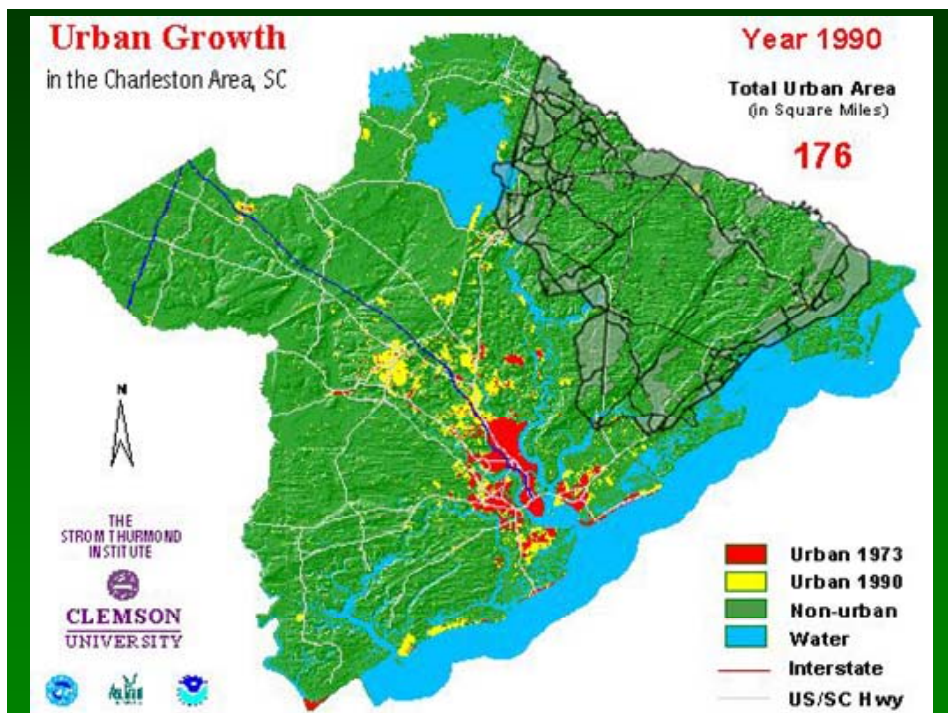 Urban Growth
in the Charleston Area, SC
Year 1990
Total Urban Area
(in Square Miles)
176
N
THE
STROM THURMOND
INSTITUTE
CLEMSON
UNIVERSITY
Urban 1973
Urban 1990
Non-urban
Water
Interstate
US/SC Hwy